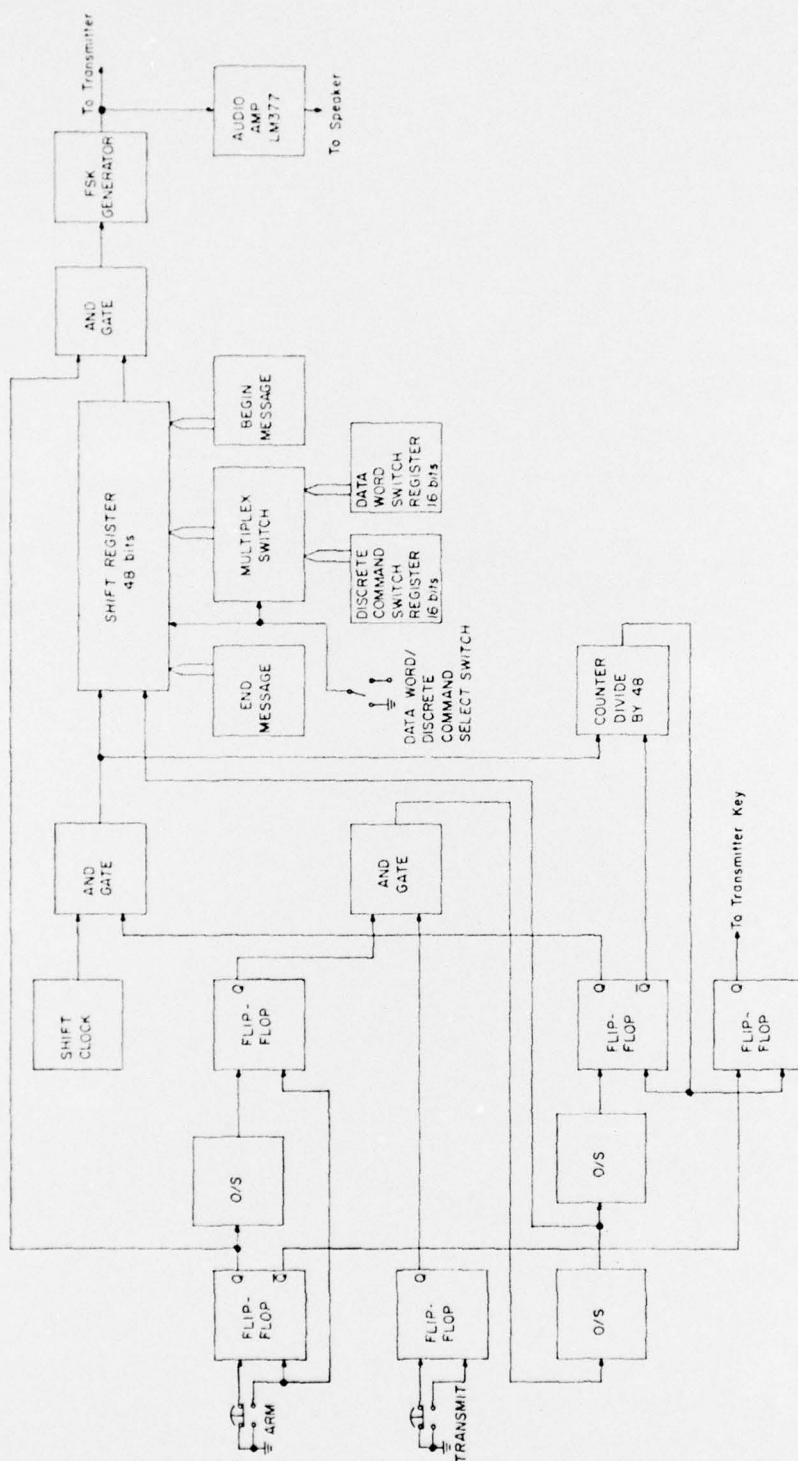 To Transmitter
FSK
GENERATOR
AUDIO
AMP
LM377
To Speaker
AND
GATE
SHIFT REGISTER
48 bits
BEGIN
MESSAGE
MULTIPLEX
SWITCH
END
MESSAGE
DATA
WORD
SWITCH
REGISTER
16 bits
DISCRETE
COMMAND
SWITCH
REGISTER
16 bits
DATA WORD/
DISCRETE
COMMAND
SELECT SWITCH
COUNTER
DIVIDE
BY 48
AND
GATE
AND
GATE
To Transmitter Key
SHIFT
CLOCK
Q
FLIP-
FLOP
Q
Q̅
FLIP-
FLOP
Q
FLIP-
FLOP
O/S
O/S
Q
Q̅
FLIP-
FLOP
Q
FLIP-
FLOP
O/S
ARM
TRANSMIT